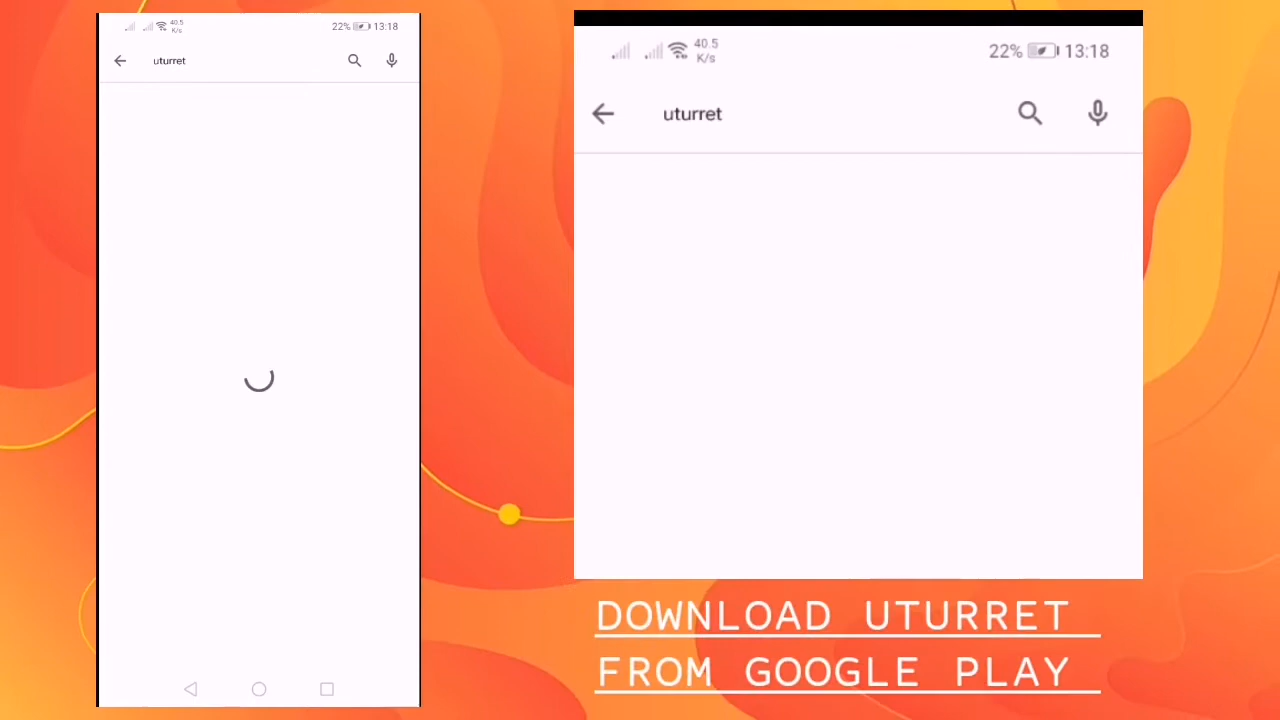 40.5
K/s
22% 13:18
uturret
40.5
K/s
22% 13:18
uturret
DOWNLOAD UTURRET
FROM GOOGLE PLAY